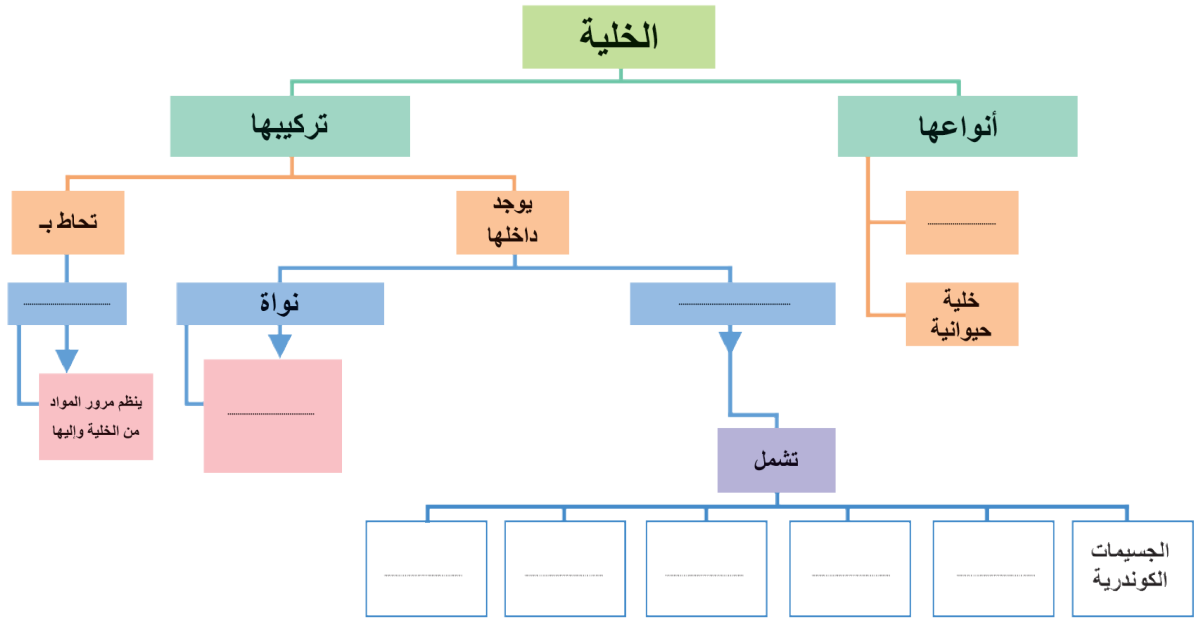 الخلية
أنواعها
تركيبها
خلية
حيوانية
يوجد
داخلها
تحاط بـ
نواة
ينظم مرور المواد
من الخلية وإليها
تشمل
الجسيمات
الكوندرية